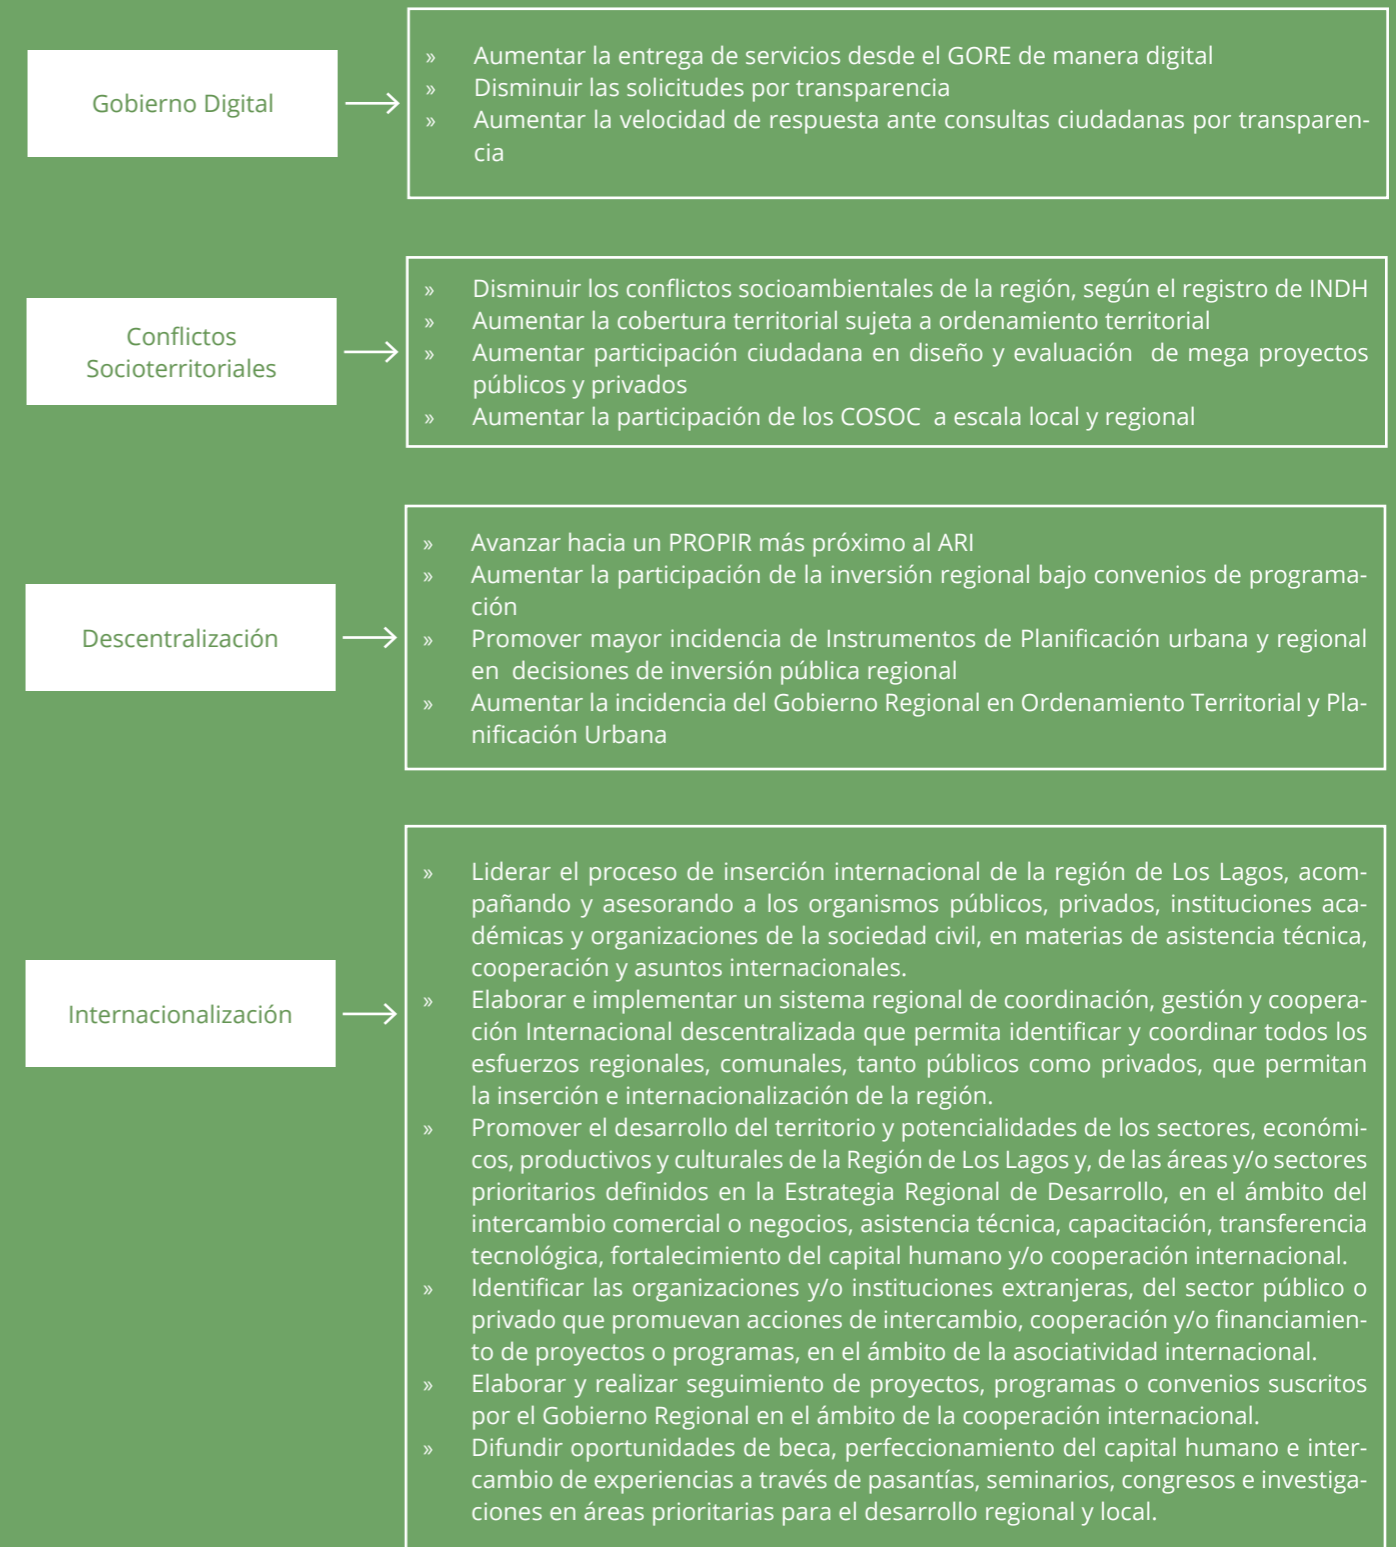 Gobierno Digital
» Aumentar la entrega de servicios desde el GORE de manera digital
» Disminuir las solicitudes por transparencia
» Aumentar la velocidad de respuesta ante consultas ciudadanas por transparen-
cia
Conflictos
Socioterritoriales
» Disminuir los conflictos socioambientales de la región, según el registro de INDH
» Aumentar la cobertura territorial sujeta a ordenamiento territorial
» Aumentar participación ciudadana en diseño y evaluación de mega proyectos
públicos y privados
» Aumentar la participación de los COSOC a escala local y regional
Descentralización
» Avanzar hacia un PROPIR más próximo al ARI
» Aumentar la participación de la inversión regional bajo convenios de programa-
ción
» Promover mayor incidencia de Instrumentos de Planificación urbana y regional
en decisiones de inversión pública regional
» Aumentar la incidencia del Gobierno Regional en Ordenamiento Territorial y Pla-
nificación Urbana
Internacionalización
» Liderar el proceso de inserción internacional de la región de Los Lagos, acom-
pañando y asesorando a los organismos públicos, privados, instituciones aca-
démicas y organizaciones de la sociedad civil, en materias de asistencia técnica,
cooperación y asuntos internacionales.
» Elaborar e implementar un sistema regional de coordinación, gestión y coopera-
ción Internacional descentralizada que permita identificar y coordinar todos los
esfuerzos regionales, comunales, tanto públicos como privados, que permitan
la inserción e internacionalización de la región.
» Promover el desarrollo del territorio y potencialidades de los sectores, económi-
cos, productivos y culturales de la Región de Los Lagos y, de las áreas y/o sectores
prioritarios definidos en la Estrategia Regional de Desarrollo, en el ámbito del
intercambio comercial o negocios, asistencia técnica, capacitación, transferencia
tecnológica, fortalecimiento del capital humano y/o cooperación internacional.
» Identificar las organizaciones y/o instituciones extranjeras, del sector público o
privado que promuevan acciones de intercambio, cooperación y/o financiamien-
to de proyectos o programas, en el ámbito de la asociatividad internacional.
» Elaborar y realizar seguimiento de proyectos, programas o convenios suscritos
por el Gobierno Regional en el ámbito de la cooperación internacional.
» Difundir oportunidades de beca, perfeccionamiento del capital humano e inter-
cambio de experiencias a través de pasantías, seminarios, congresos e investiga-
ciones en áreas prioritarias para el desarrollo regional y local.